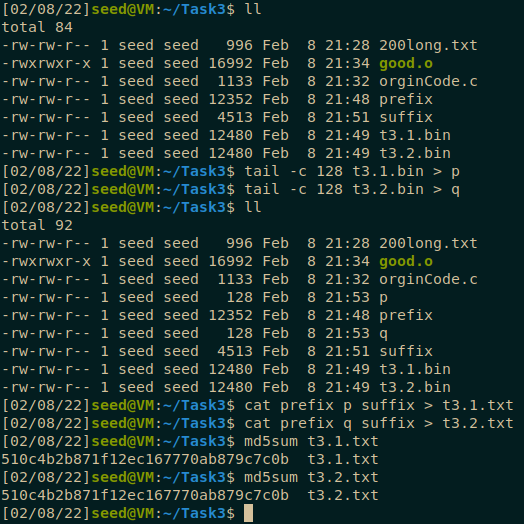 [02/08/22]seed@VM:~/Task3$ ll
total 84
-rw-rw-r-- 1 seed seed   996 Feb  8 21:28 200long.txt
-rwxrwxr-x 1 seed seed 16992 Feb  8 21:34 good.o
-rw-rw-r-- 1 seed seed  1133 Feb  8 21:32 orginCode.c
-rw-rw-r-- 1 seed seed 12352 Feb  8 21:48 prefix
-rw-rw-r-- 1 seed seed  4513 Feb  8 21:51 suffix
-rw-rw-r-- 1 seed seed 12480 Feb  8 21:49 t3.1.bin
-rw-rw-r-- 1 seed seed 12480 Feb  8 21:49 t3.2.bin
[02/08/22]seed@VM:~/Task3$ tail -c 128 t3.1.bin > p
[02/08/22]seed@VM:~/Task3$ tail -c 128 t3.2.bin > q
[02/08/22]seed@VM:~/Task3$ ll
total 92
-rw-rw-r-- 1 seed seed   996 Feb  8 21:28 200long.txt
-rwxrwxr-x 1 seed seed 16992 Feb  8 21:34 good.o
-rw-rw-r-- 1 seed seed  1133 Feb  8 21:32 orginCode.c
-rw-rw-r-- 1 seed seed   128 Feb  8 21:53 p
-rw-rw-r-- 1 seed seed 12352 Feb  8 21:48 prefix
-rw-rw-r-- 1 seed seed   128 Feb  8 21:53 q
-rw-rw-r-- 1 seed seed  4513 Feb  8 21:51 suffix
-rw-rw-r-- 1 seed seed 12480 Feb  8 21:49 t3.1.bin
-rw-rw-r-- 1 seed seed 12480 Feb  8 21:49 t3.2.bin
[02/08/22]seed@VM:~/Task3$ cat prefix p suffix > t3.1.txt
[02/08/22]seed@VM:~/Task3$ cat prefix q suffix > t3.2.txt
[02/08/22]seed@VM:~/Task3$ md5sum t3.1.txt
510c4b2b871f12ec167770ab879c7c0b  t3.1.txt
[02/08/22]seed@VM:~/Task3$ md5sum t3.2.txt
510c4b2b871f12ec167770ab879c7c0b  t3.2.txt
[02/08/22]seed@VM:~/Task3$